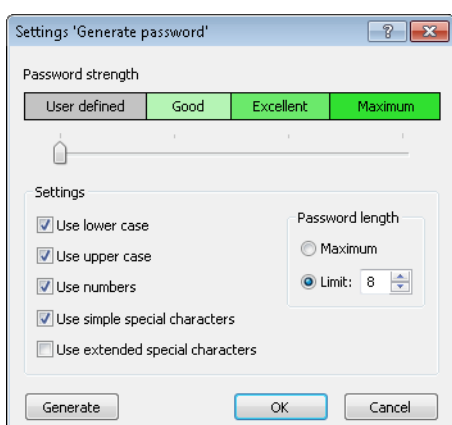 Settings 'Generate password'
Password strength
User defined Good Excellent Maximum
Settings
Use lower case
Use upper case
Use numbers
Use simple special characters
Use extended special characters
Password length
Maximum
Limit: 8
Generate OK Cancel